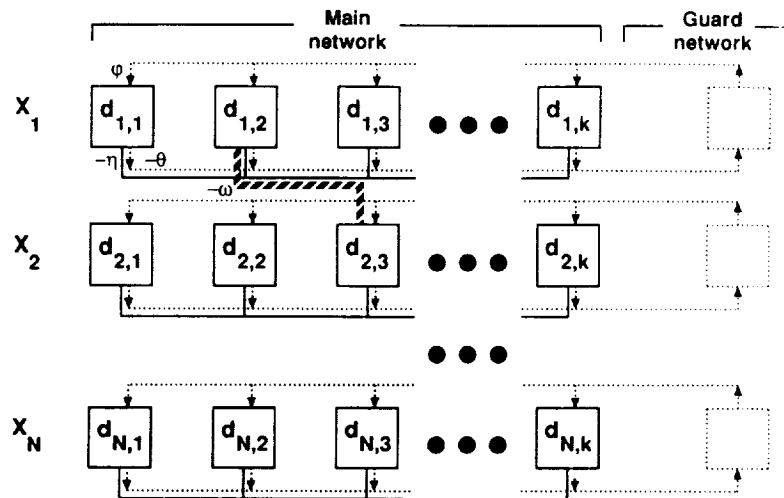 Main network
Guard network
φ
X1 d1,1 d1,2 d1,3 d1,k
−η −θ
−ω
X2 d2,1 d2,2 d2,3 d2,k
XN dN,1 dN,2 dN,3 dN,k